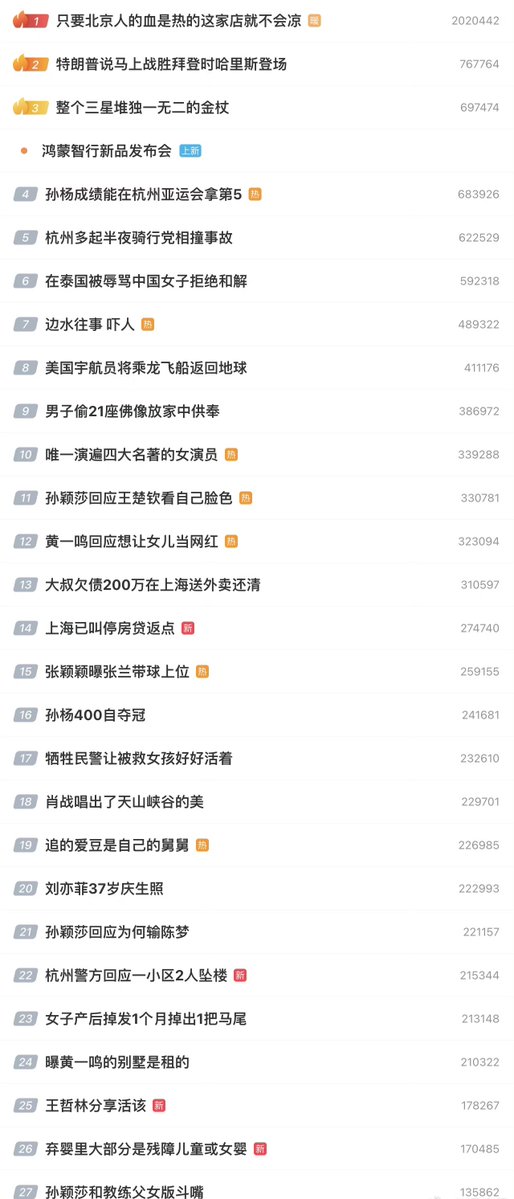 1 只要北京人的血是热的这家店就不会凉 暖 2020442
2 特朗普说马上战胜拜登时哈里斯登场 767764
3 整个三星堆独一无二的金杖 697474
鸿蒙智行新品发布会 上新
4 孙杨成绩能在杭州亚运会拿第5 热 683926
5 杭州多起半夜骑行党相撞事故 622529
6 在泰国被辱骂中国女子拒绝和解 592318
7 边水往事 吓人 热 489322
8 美国宇航员将乘龙飞船返回地球 411176
9 男子偷21座佛像放家中供奉 386972
10 唯一演遍四大名著的女演员 热 339288
11 孙颖莎回应王楚钦看自己脸色 热 330781
12 黄一鸣回应想让女儿当网红 热 323094
13 大叔欠债200万在上海送外卖还清 310597
14 上海已叫停房贷返点 新 274740
15 张颖颖曝张兰带球上位 热 259155
16 孙杨400自夺冠 241681
17 牺牲民警让被救女孩好好活着 232610
18 肖战唱出了天山峡谷的美 229701
19 追的爱豆是自己的舅舅 热 226985
20 刘亦菲37岁庆生照 222993
21 孙颖莎回应为何输陈梦 221157
22 杭州警方回应一小区2人坠楼 新 215344
23 女子产后掉发1个月掉出1把马尾 213148
24 曝黄一鸣的别墅是租的 210322
25 王哲林分享活该 新 178267
26 弃婴里大部分是残障儿童或女婴 新 170485
27 孙颖莎和教练父女版斗嘴 135862